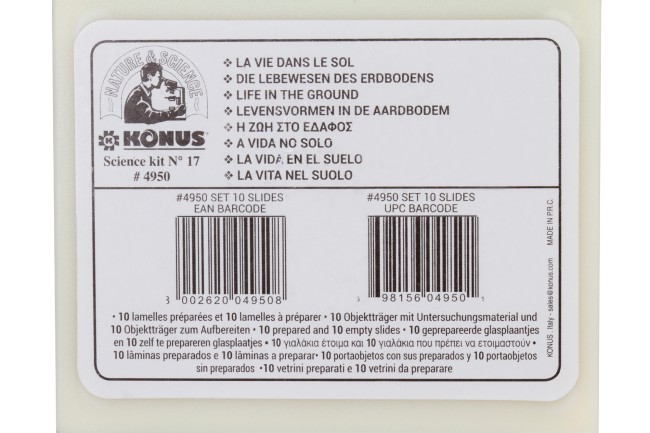 NATURE & SCIENCE
KONUS®
Science kit N° 17
# 4950
❖ LA VIE DANS LE SOL
❖ DIE LEBEWESEN DES ERDBODENS
❖ LIFE IN THE GROUND
❖ LEVENSVORMEN IN DE AARDBODEM
❖ Η ΖΩΗ ΣΤΟ ΕΔΑΦΟΣ
❖ A VIDA NO SOLO
❖ LA VIDA EN EL SUELO
❖ LA VITA NEL SUOLO
#4950 SET 10 SLIDES
EAN BARCODE
002620 049508
#4950 SET 10 SLIDES
UPC BARCODE
98156 04950
• 10 lamelles préparées et 10 lamelles à préparer• 10 Objektträger mit Untersuchungsmaterial und
10 Objektträger zum Aufbereiten • 10 prepared and 10 empty slides • 10 geprepareerde glasplaantjes
en 10 zelf te prepareren glasplaatjes • 10 γιαλάκια έτοιμα και 10 γιαλάκια που πρέπει να ετοιμαστούν •
10 lâminas preparados e 10 lâminas a preparar• 10 portaobjetos con sus preparados y 10 portaobjetos
sin preparados •10 vetrini preparati e 10 vetrini da preparare
KONUS Italy - sales@konus.com MADE IN P.R.C.